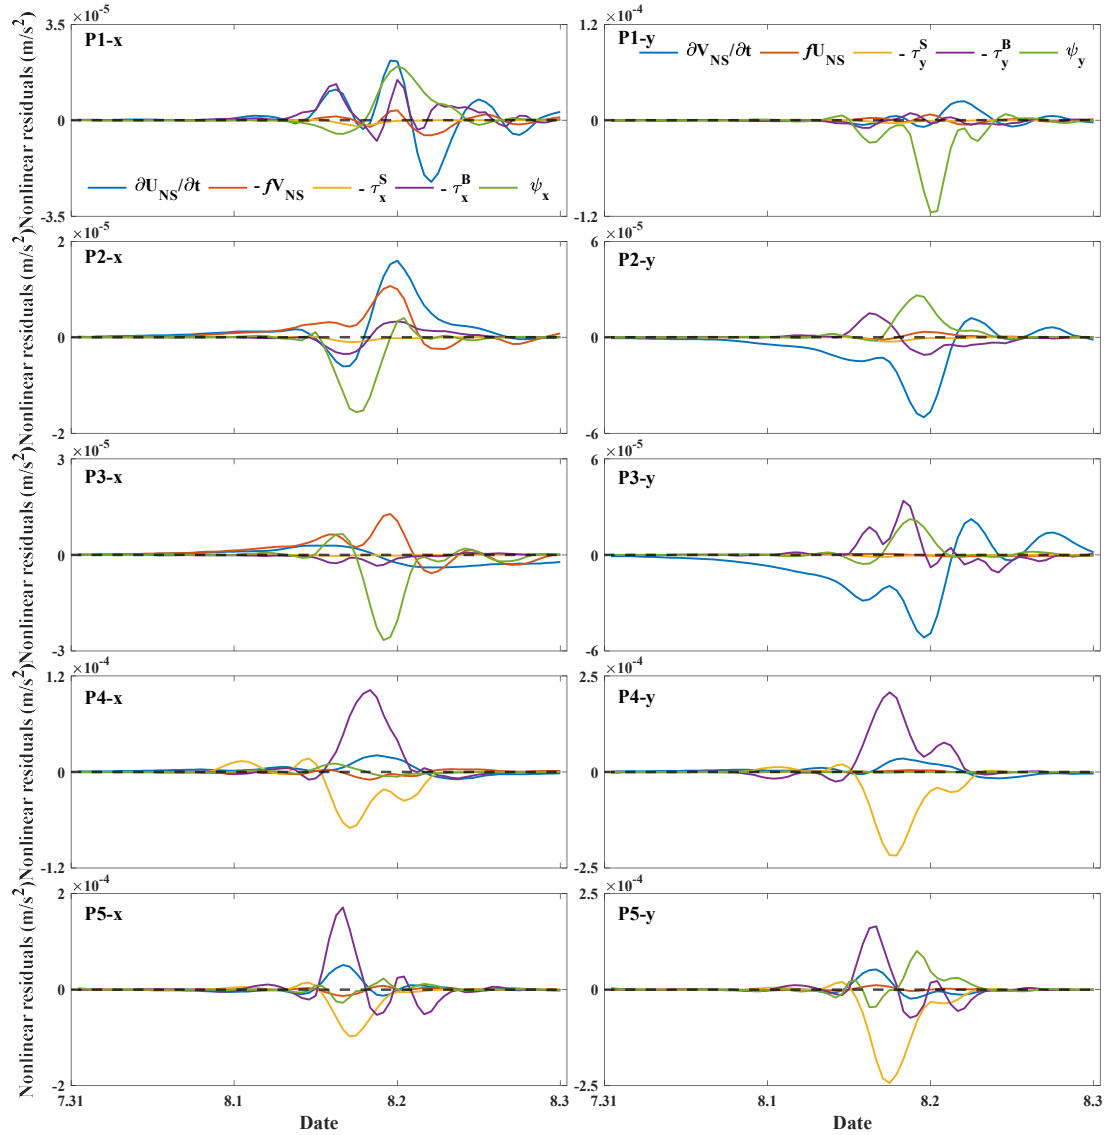 ×10⁻⁵
3.5
P1-x
0
∂U_NS/∂t - fV_NS - τ_x^S - τ_x^B ψ_x
-3.5
Nonlinear residuals (m/s²)
×10⁻⁴
1.2
P1-y
∂V_NS/∂t fU_NS - τ_y^S - τ_y^B ψ_y
0
-1.2
×10⁻⁵
2
P2-x
0
-2
Nonlinear residuals (m/s²)
×10⁻⁵
6
P2-y
0
-6
×10⁻⁵
3
P3-x
0
-3
Nonlinear residuals (m/s²)
×10⁻⁵
6
P3-y
0
-6
×10⁻⁴
1.2
P4-x
0
-1.2
Nonlinear residuals (m/s²)
×10⁻⁴
2.5
P4-y
0
-2.5
×10⁻⁴
2
P5-x
0
-2
Nonlinear residuals (m/s²)
7.31 8.1 8.2 8.3
Date
×10⁻⁴
2.5
P5-y
0
-2.5
7.31 8.1 8.2 8.3
Date